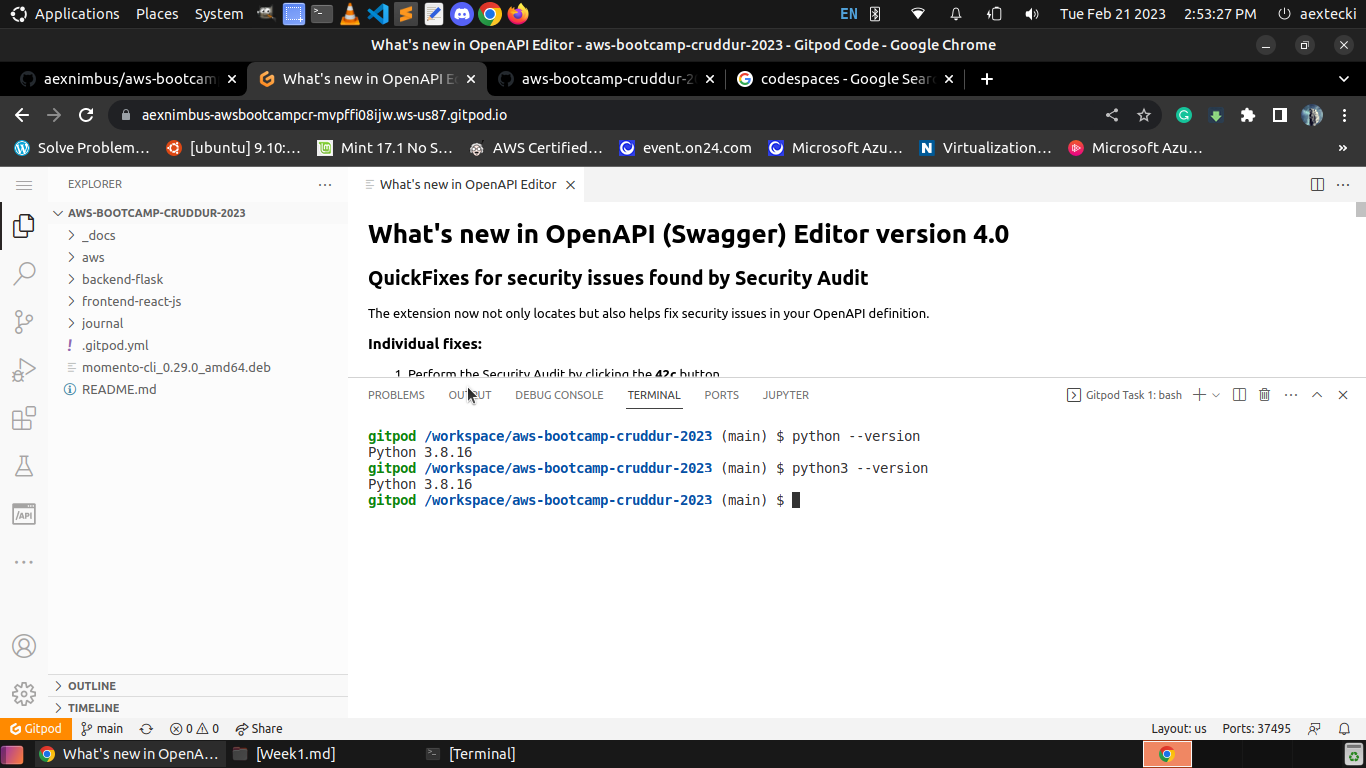 Applications Places System EN Tue Feb 21 2023 2:53:27 PM aextecki
What's new in OpenAPI Editor - aws-bootcamp-cruddur-2023 - Gitpod Code - Google Chrome
aexnimbus/aws-bootcam What's new in OpenAPI E aws-bootcamp-cruddur-2 codespaces - Google Sear
aexnimbus-awsbootcampcr-mvpffi08ijw.ws-us87.gitpod.io
Solve Problem… [ubuntu] 9.10:… Mint 17.1 No S… AWS Certified… event.on24.com Microsoft Azu… Virtualization… Microsoft Azu… »
EXPLORER
What's new in OpenAPI Editor
AWS-BOOTCAMP-CRUDDUR-2023
_docs
aws
backend-flask
frontend-react-js
journal
! .gitpod.yml
momento-cli_0.29.0_amd64.deb
README.md
/API
OUTLINE
TIMELINE
What's new in OpenAPI (Swagger) Editor version 4.0
QuickFixes for security issues found by Security Audit
The extension now not only locates but also helps fix security issues in your OpenAPI definition.
Individual fixes:
1. Perform the Security Audit by clicking the 42c button
PROBLEMS OUTPUT DEBUG CONSOLE TERMINAL PORTS JUPYTER Gitpod Task 1: bash
gitpod /workspace/aws-bootcamp-cruddur-2023 (main) $ python --version
Python 3.8.16
gitpod /workspace/aws-bootcamp-cruddur-2023 (main) $ python3 --version
Python 3.8.16
gitpod /workspace/aws-bootcamp-cruddur-2023 (main) $
Gitpod main 0 0 Share Layout: us Ports: 37495
What's new in OpenA… [Week1.md] [Terminal]